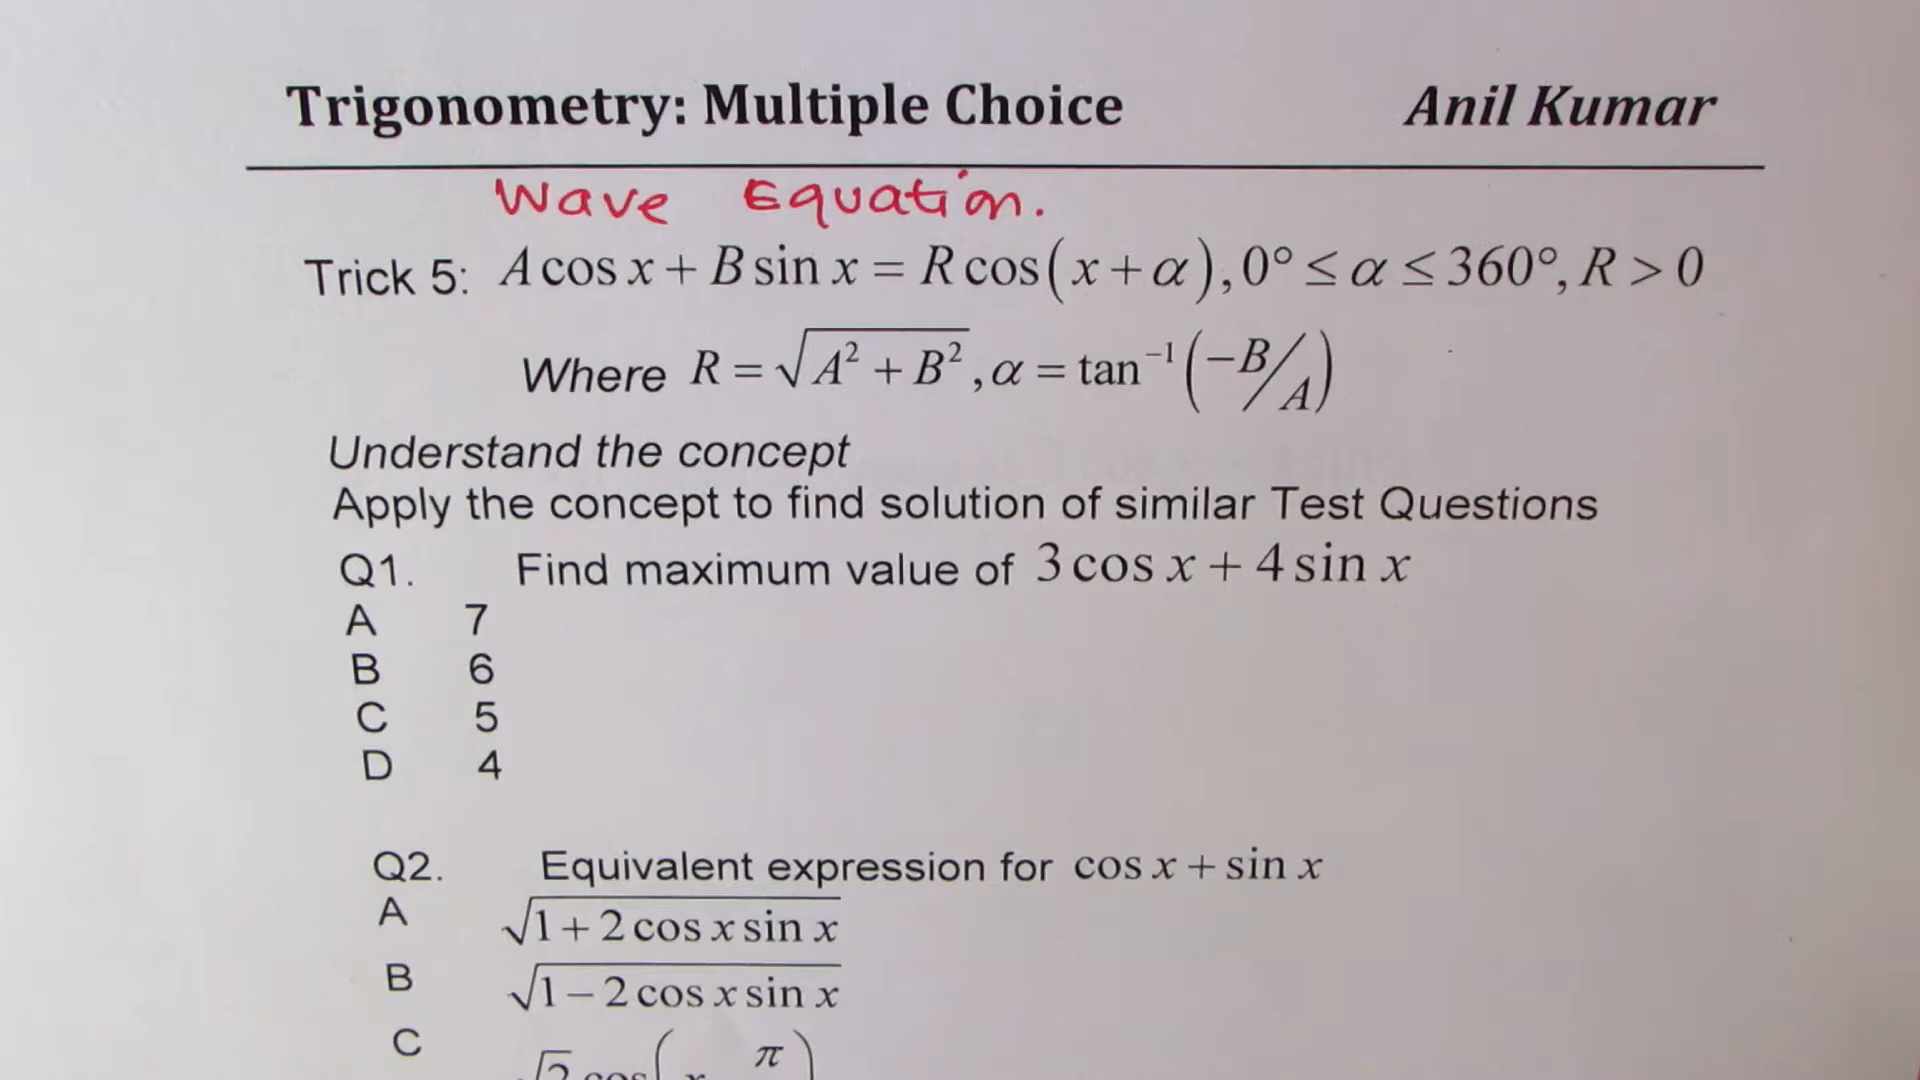 Trigonometry: Multiple Choice Anil Kumar
Wave Equation.
Trick 5: A cos x + B sin x = R cos(x + α), 0° ≤ α ≤ 360°, R > 0
Where R = √(A² + B²), α = tan⁻¹(−B/A)
Understand the concept
Apply the concept to find solution of similar Test Questions
Q1. Find maximum value of 3 cos x + 4 sin x
A 7
B 6
C 5
D 4
Q2. Equivalent expression for cos x + sin x
A √(1 + 2 cos x sin x)
B √(1 − 2 cos x sin x)
C √2 cos(x π)